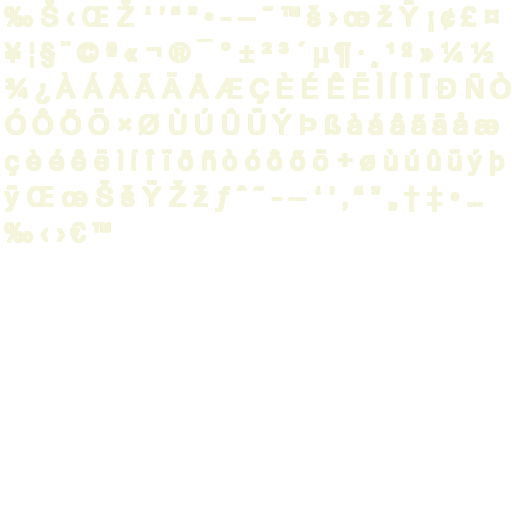 ‰ Š ‹ Œ Ž ‘ ’ “ ” • – — ˜ ™ š › œ ž Ÿ ¡ ¢ £ ¤
¥ ¦ § ¨ © ª « ¬ ® ¯ ° ± ² ³ ´ µ ¶ · ¸ ¹ º » ¼ ½
¾ ¿ À Á Â Ã Ä Å Æ Ç È É Ê Ë Ì Í Î Ï Ð Ñ Ò
Ó Ô Õ Ö × Ø Ù Ú Û Ü Ý Þ ß à á â ã ä å æ
ç è é ê ë ì í î ï ð ñ ò ó ô õ ö ÷ ø ù ú û ü ý þ
ÿ Œ œ Š š Ÿ Ž ž ƒ ˆ ˜ – — ‘ ’ ‚ “ ” „ † ‡ • …
‰ ‹ › € ™